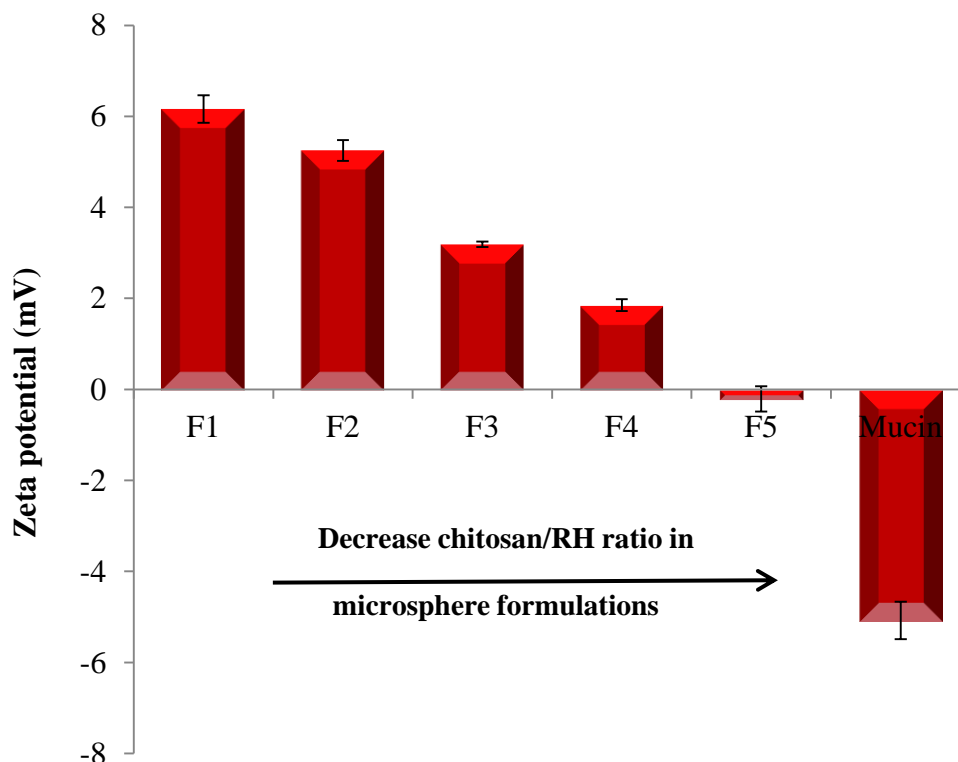 8
6
4
2
0
-2
-4
-6
-8
Zeta potential (mV)
F1 F2 F3 F4 F5 Mucin
Decrease chitosan/RH ratio in
microsphere formulations